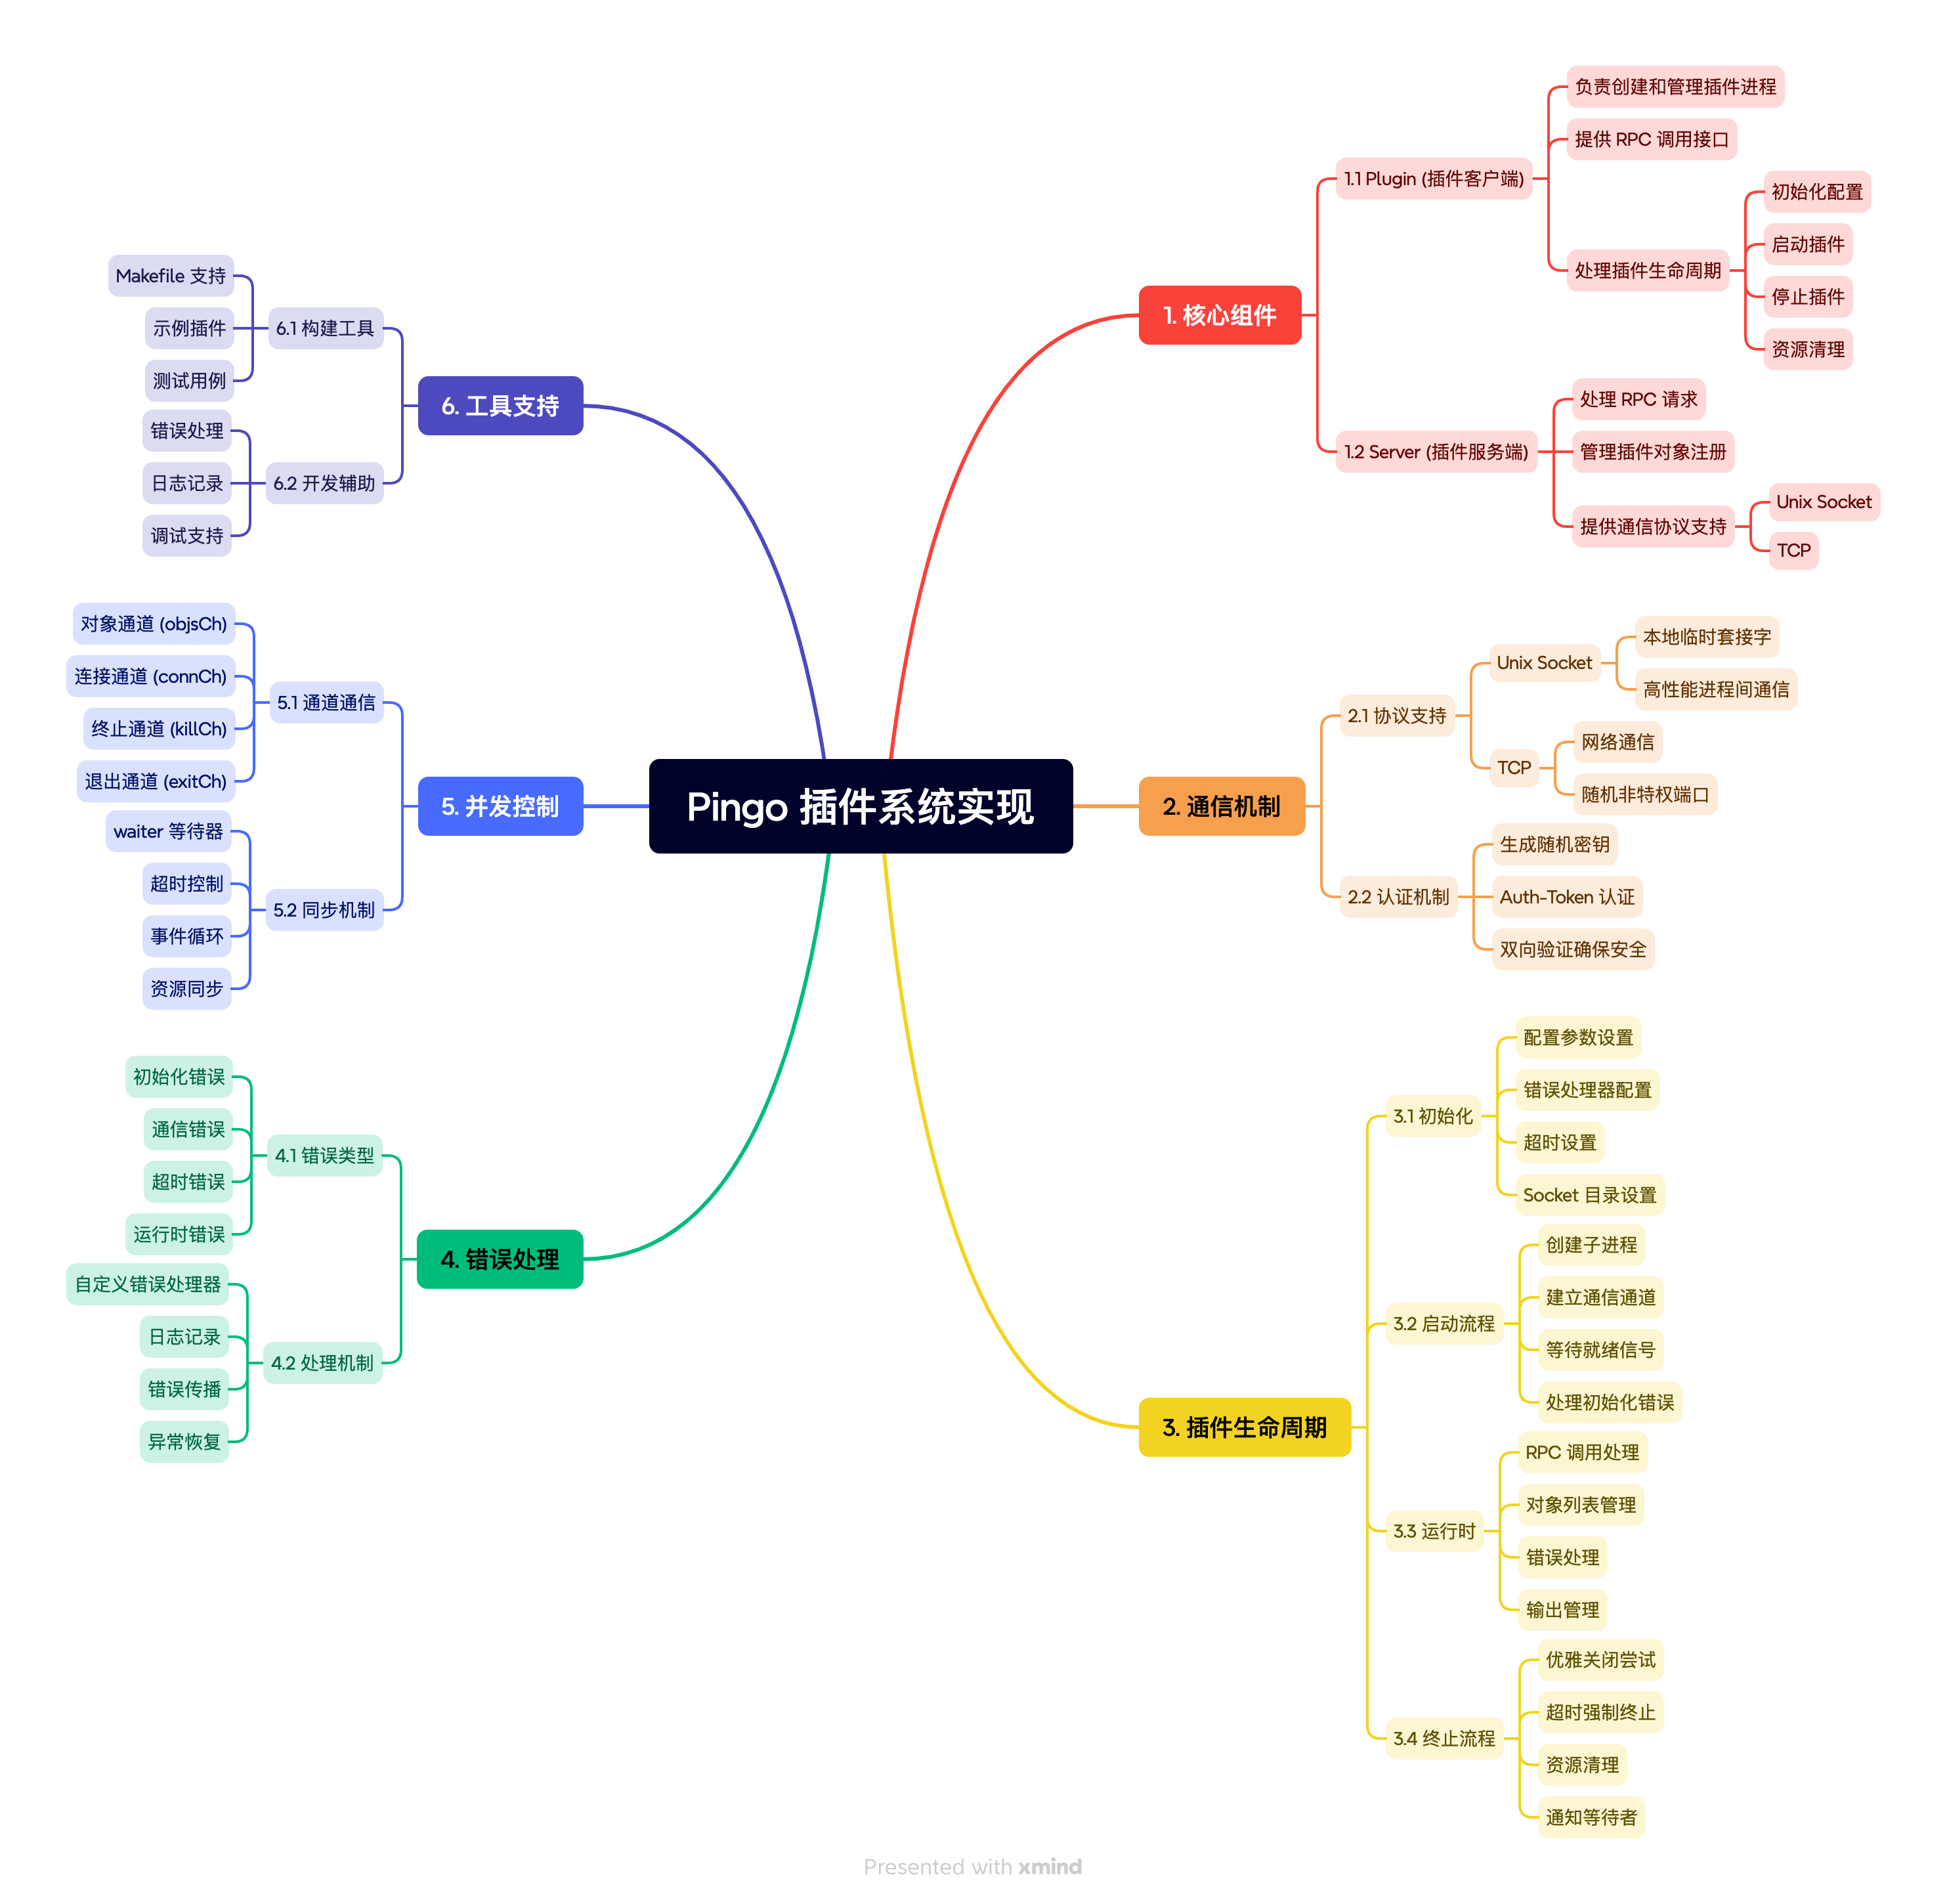 Pingo 插件系统实现
1. 核心组件
1.1 Plugin (插件客户端)
负责创建和管理插件进程
提供 RPC 调用接口
处理插件生命周期
初始化配置
启动插件
停止插件
资源清理
1.2 Server (插件服务端)
处理 RPC 请求
管理插件对象注册
提供通信协议支持
Unix Socket
TCP
2. 通信机制
2.1 协议支持
Unix Socket
本地临时套接字
高性能进程间通信
TCP
网络通信
随机非特权端口
2.2 认证机制
生成随机密钥
Auth-Token 认证
双向验证确保安全
3. 插件生命周期
3.1 初始化
配置参数设置
错误处理器配置
超时设置
Socket 目录设置
3.2 启动流程
创建子进程
建立通信通道
等待就绪信号
处理初始化错误
3.3 运行时
RPC 调用处理
对象列表管理
错误处理
输出管理
3.4 终止流程
优雅关闭尝试
超时强制终止
资源清理
通知等待者
4. 错误处理
4.1 错误类型
初始化错误
通信错误
超时错误
运行时错误
4.2 处理机制
自定义错误处理器
日志记录
错误传播
异常恢复
5. 并发控制
5.1 通道通信
对象通道 (objsCh)
连接通道 (connCh)
终止通道 (killCh)
退出通道 (exitCh)
5.2 同步机制
waiter 等待器
超时控制
事件循环
资源同步
6. 工具支持
6.1 构建工具
Makefile 支持
示例插件
测试用例
6.2 开发辅助
错误处理
日志记录
调试支持
Presented with xmind